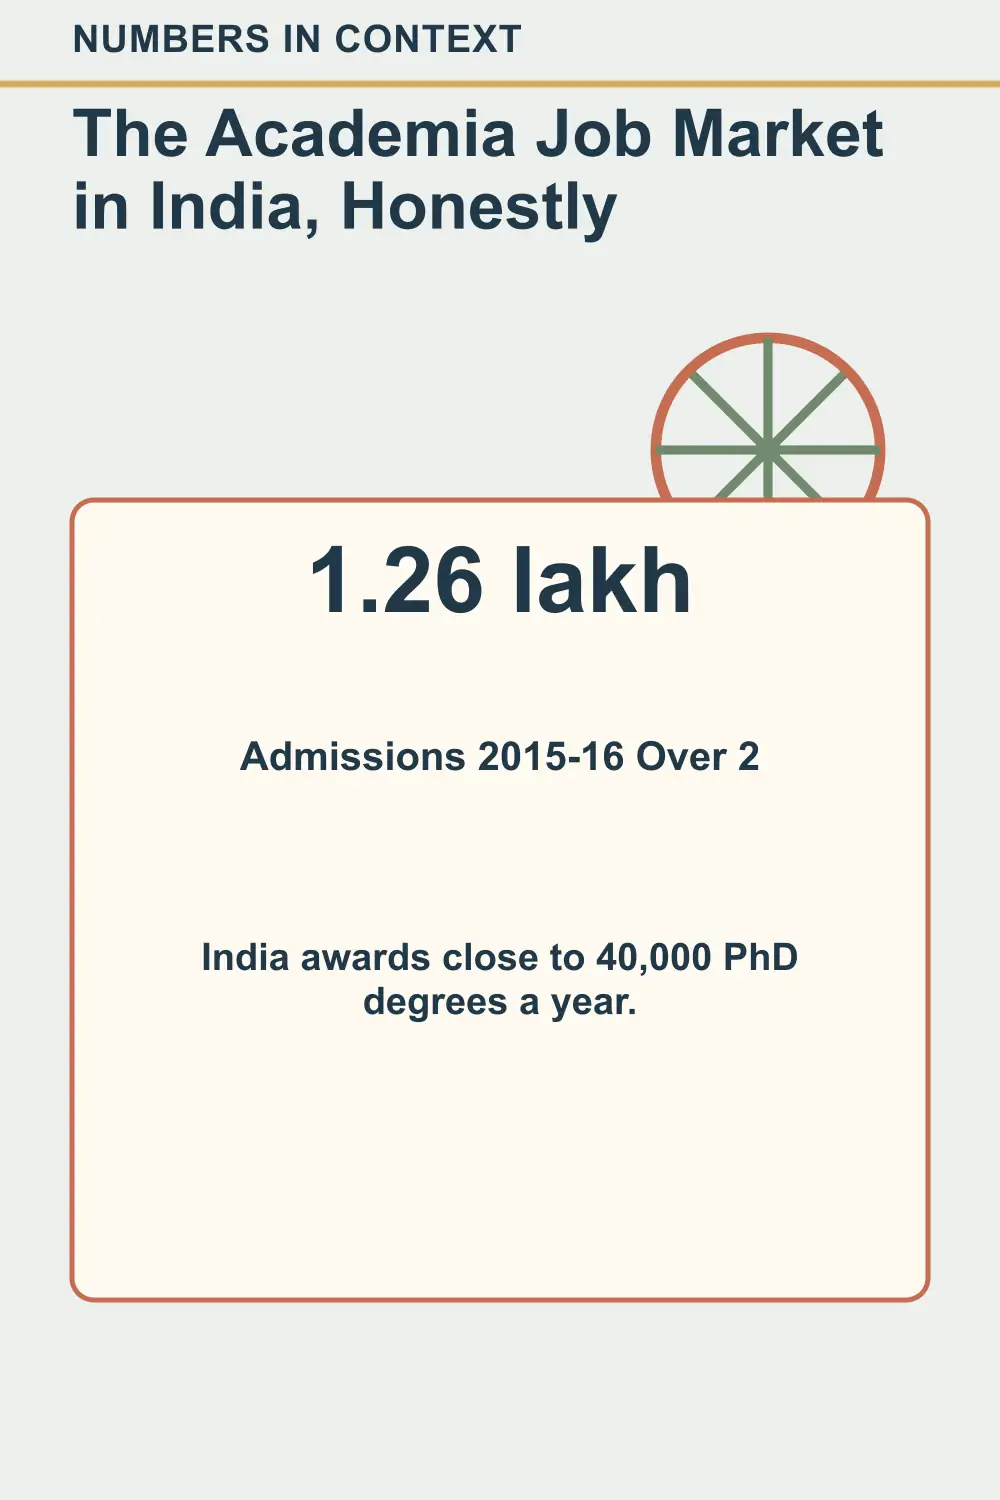 NUMBERS IN CONTEXT
The Academia Job Market
in India, Honestly
1.26 lakh
Admissions 2015-16 Over 2
India awards close to 40,000 PhD
degrees a year.